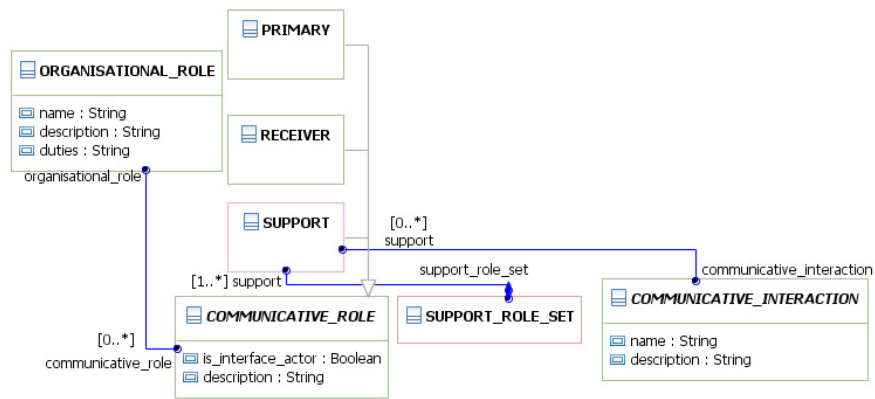 PRIMARY
ORGANISATIONAL_ROLE
name : String
description : String
duties : String
RECEIVER
organisational_role
SUPPORT
[0..*]
support
support_role_set
communicative_interaction
[1..*] support
COMMUNICATIVE_ROLE
is_interface_actor : Boolean
description : String
SUPPORT_ROLE_SET
COMMUNICATIVE_INTERACTION
name : String
description : String
[0..*]
communicative_role